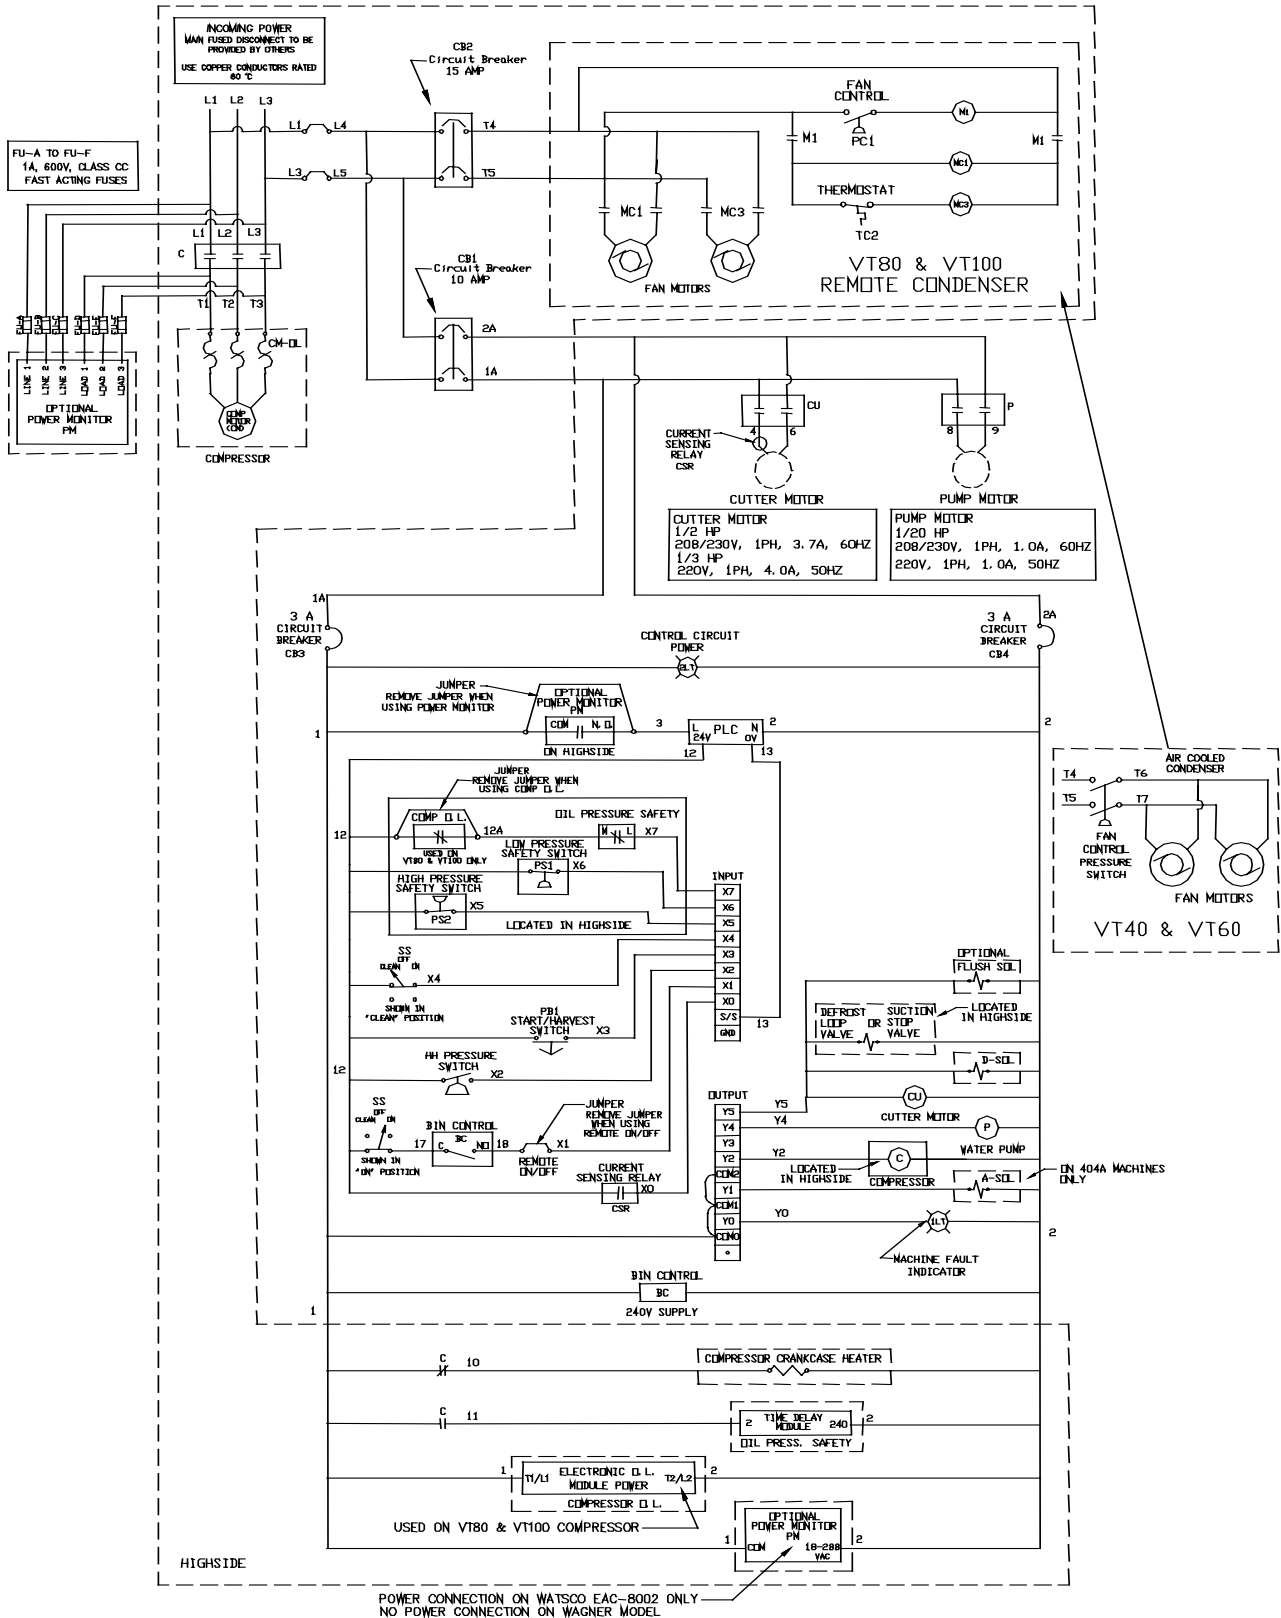 INCOMING POWER
MAIN FUSED DISCONNECT TO BE
PROVIDED BY OTHERS
USE COPPER CONDUCTORS RATED
60 °C
L1 L2 L3
CB2
Circuit Breaker
15 AMP
L1 L4
L3 L5
T4
T5
FAN
CONTROL
PC1
M1
M1
M1
MC1
THERMOSTAT
MC3
TC2
MC1
MC3
FAN MOTORS
VT80 & VT100
REMOTE CONDENSER
FU-A TO FU-F
1A, 600V, CLASS CC
FAST ACTING FUSES
L1 L2 L3
C
T1 T2 T3
FU-A
FU-B
FU-C
FU-D
FU-E
FU-F
LINE 1
LINE 2
LINE 3
LOAD 1
LOAD 2
LOAD 3
OPTIONAL
POWER MONITOR
PM
CM-OL
COMP
MOTOR
(CM)
COMPRESSOR
CB1
Circuit Breaker
10 AMP
2A
1A
CU
4 6
CURRENT
SENSING
RELAY
CSR
CUTTER MOTOR
P
8 9
PUMP MOTOR
CUTTER MOTOR
1/2 HP
208/230V, 1PH, 3.7A, 60HZ
1/3 HP
220V, 1PH, 4.0A, 50HZ
PUMP MOTOR
1/20 HP
208/230V, 1PH, 1.0A, 60HZ
220V, 1PH, 1.0A, 50HZ
1A
3 A
CIRCUIT
BREAKER
CB3
CONTROL CIRCUIT
POWER
2LT
2A
3 A
CIRCUIT
BREAKER
CB4
JUMPER
REMOVE JUMPER WHEN
USING POWER MONITOR
OPTIONAL
POWER MONITOR
PM
COM N.O.
ON HIGHSIDE
1
3
L PLC N
24V 0V
2
2
12
13
JUMPER
REMOVE JUMPER WHEN
USING COMP O.L.
COMP O.L.
12
12A
USED ON
VT80 & VT100 ONLY
OIL PRESSURE SAFETY
M L X7
LOW PRESSURE
SAFETY SWITCH
PS1 X6
HIGH PRESSURE
SAFETY SWITCH
PS2
X5
LOCATED IN HIGHSIDE
INPUT
X7
X6
X5
X4
X3
X2
X1
X0
S/S
GND
13
SS
OFF
CLEAN ON
X4
SHOWN IN
"CLEAN" POSITION
PB1
START/HARVEST
SWITCH
X3
12
HH PRESSURE
SWITCH
X2
SS
OFF
CLEAN ON
SHOWN IN
"ON" POSITION
17
BIN CONTROL
BC
C NO
18
JUMPER
REMOVE JUMPER
WHEN USING
REMOTE ON/OFF
X1
REMOTE
ON/OFF
CURRENT
SENSING RELAY
X0
CSR
OUTPUT
Y5
Y4
Y3
Y2
COM2
Y1
COM1
Y0
COM0
Y5
Y4
Y2
Y0
OPTIONAL
FLUSH SOL
DEFROST
LOOP
VALVE
OR
SUCTION
STOP
VALVE
LOCATED
IN HIGHSIDE
D-SOL
CU
CUTTER MOTOR
P
WATER PUMP
LOCATED
IN HIGHSIDE
C
COMPRESSOR
A-SOL
ON 404A MACHINES
ONLY
1LT
MACHINE FAULT
INDICATOR
2
BIN CONTROL
BC
240V SUPPLY
1
C 10
COMPRESSOR CRANKCASE HEATER
C 11
2 TIME DELAY
MODULE 240
2
OIL PRESS. SAFETY
1
T1/L1 ELECTRONIC O.L.
MODULE POWER T2/L2
2
COMPRESSOR O.L.
USED ON VT80 & VT100 COMPRESSOR
OPTIONAL
POWER MONITOR
PM
1 COM 18-288
VAC 2
HIGHSIDE
POWER CONNECTION ON WATSCO EAC-8002 ONLY
NO POWER CONNECTION ON WAGNER MODEL
AIR COOLED
CONDENSER
T4 T6
T5 T7
FAN
CONTROL
PRESSURE
SWITCH
FAN MOTORS
VT40 & VT60